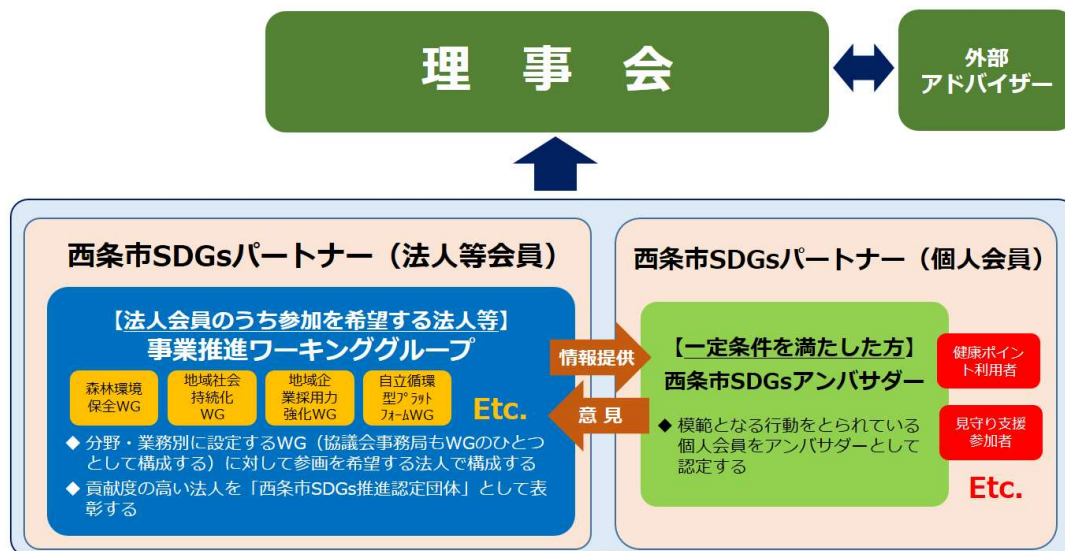 理 事 会
外部
アドバイザー
西条市SDGsパートナー（法人等会員）
【法人会員のうち参加を希望する法人等】
事業推進ワーキンググループ
森林環境
保全WG
地域社会
持続化
WG
地域企
業採用力
強化WG
自立循環
型プラット
フォームWG
Etc.
◆ 分野・業務別に設定するWG（協議会事務局もWGのひとつ
として構成する）に対して参画を希望する法人で構成する
◆ 貢献度の高い法人を「西条市SDGs推進認定団体」として表
彰する
情報提供
意 見
西条市SDGsパートナー（個人会員）
【一定条件を満たした方】
西条市SDGsアンバサダー
◆ 模範となる行動をとられている
個人会員をアンバサダーとして
認定する
健康ポイン
ト利用者
見守り支援
参加者
Etc.